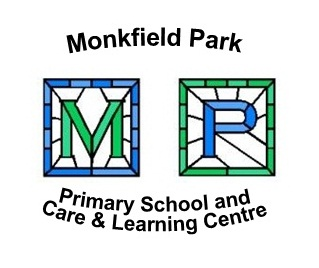 Monkfield Park
M P
Primary School and
Care & Learning Centre